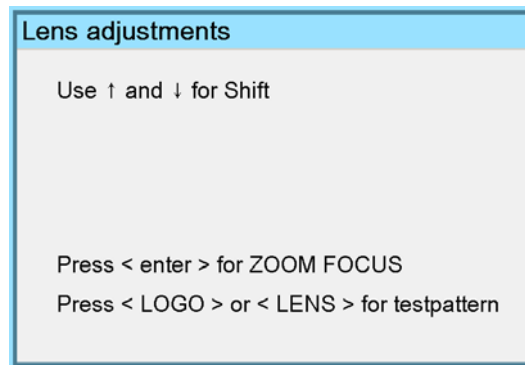 Lens adjustments
Use ↑ and ↓ for Shift
Press < enter > for ZOOM FOCUS
Press < LOGO > or < LENS > for testpattern